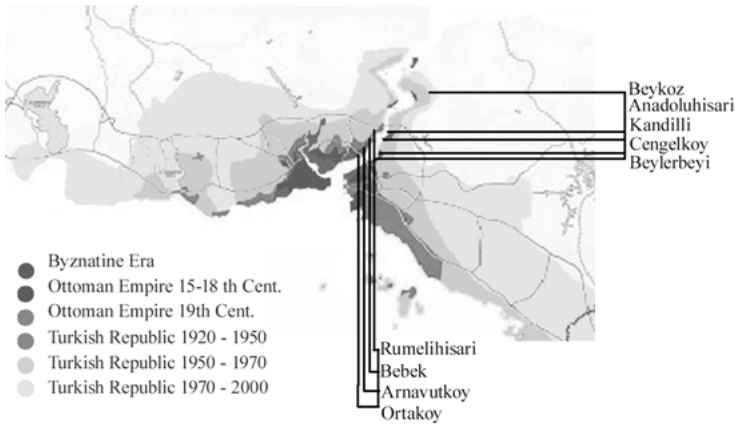 Beykoz
Anadoluhisari
Kandilli
Cengelkoy
Beylerbeyi
Byznatine Era
Ottoman Empire 15-18 th Cent.
Ottoman Empire 19th Cent.
Turkish Republic 1920 - 1950
Turkish Republic 1950 - 1970
Turkish Republic 1970 - 2000
Rumelihisari
Bebek
Arnavutkoy
Ortakoy